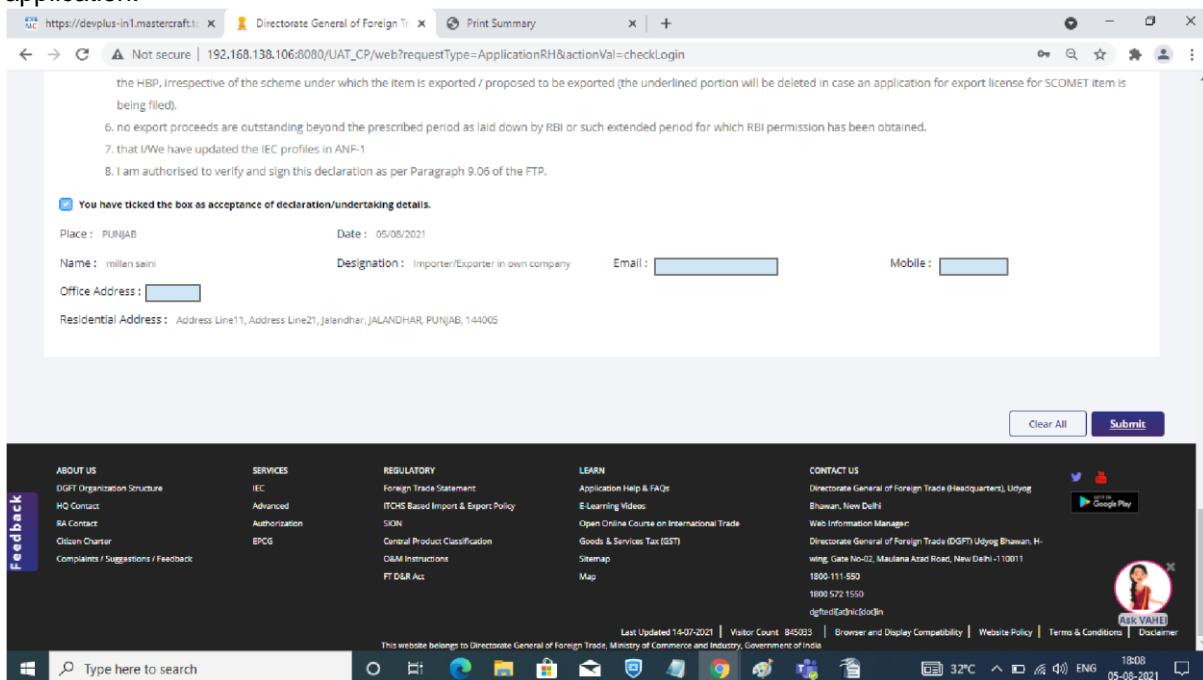 application.
https://devplus-in1.mastercraft.t
Directorate General of Foreign Tr
Print Summary
Not secure | 192.168.138.106:8080/UAT_CP/web?requestType=ApplicationRH&actionVal=checkLogin
the HBP, irrespective of the scheme under which the item is exported / proposed to be exported (the underlined portion will be deleted in case an application for export license for SCOMET item is
being filed).
6. no export proceeds are outstanding beyond the prescribed period as laid down by RBI or such extended period for which RBI permission has been obtained.
7. that I/We have updated the IEC profiles in ANF-1
8. I am authorised to verify and sign this declaration as per Paragraph 9.06 of the FTP.
You have ticked the box as acceptance of declaration/undertaking details.
Place : PUNJAB Date : 05/08/2021
Name : millan saini Designation : Importer/Exporter in own company Email : Mobile :
Office Address :
Residential Address : Address Line11, Address Line21, Jalandhar, JALANDHAR, PUNJAB, 144005
Clear All Submit
Feedback
ABOUT US
DGFT Organization Structure
HQ Contact
RA Contact
Citizen Charter
Complaints / Suggestions / Feedback
SERVICES
IEC
Advanced
Authorization
EPCG
REGULATORY
Foreign Trade Statement
ITCHS Based Import & Export Policy
SION
Central Product Classification
O&M Instructions
FT D&R Act
LEARN
Application Help & FAQs
E-Learning Videos
Open Online Course on International Trade
Goods & Services Tax (GST)
Sitemap
Map
CONTACT US
Directorate General of Foreign Trade (Headquarters), Udyog
Bhawan, New Delhi
Web Information Manager:
Directorate General of Foreign Trade (DGFT) Udyog Bhawan, H-
wing, Gate No-02, Maulana Azad Road, New Delhi -110011
1800-111-550
1800 572 1550
dgftedi[at]nic[dot]in
Google Play
Ask VAHEI
Last Updated 14-07-2021 | Visitor Count 845033 | Browser and Display Compatibility | Website Policy | Terms & Conditions | Disclaimer
This website belongs to Directorate General of Foreign Trade, Ministry of Commerce and Industry, Government of India
Type here to search
32°C ENG 18:08
05-08-2021